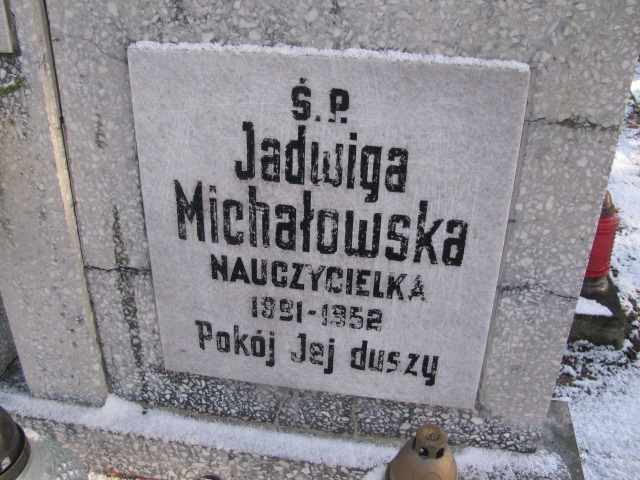 Ś.P.
Jadwiga
Michałowska
NAUCZYCIELKA
1891-1952
Pokój Jej duszy